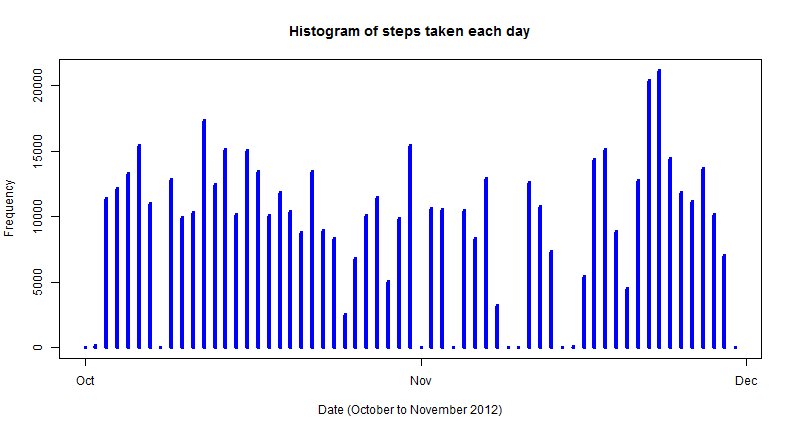 Histogram of steps taken each day
Frequency
20000
15000
10000
5000
0
Oct
Nov
Dec
Date (October to November 2012)